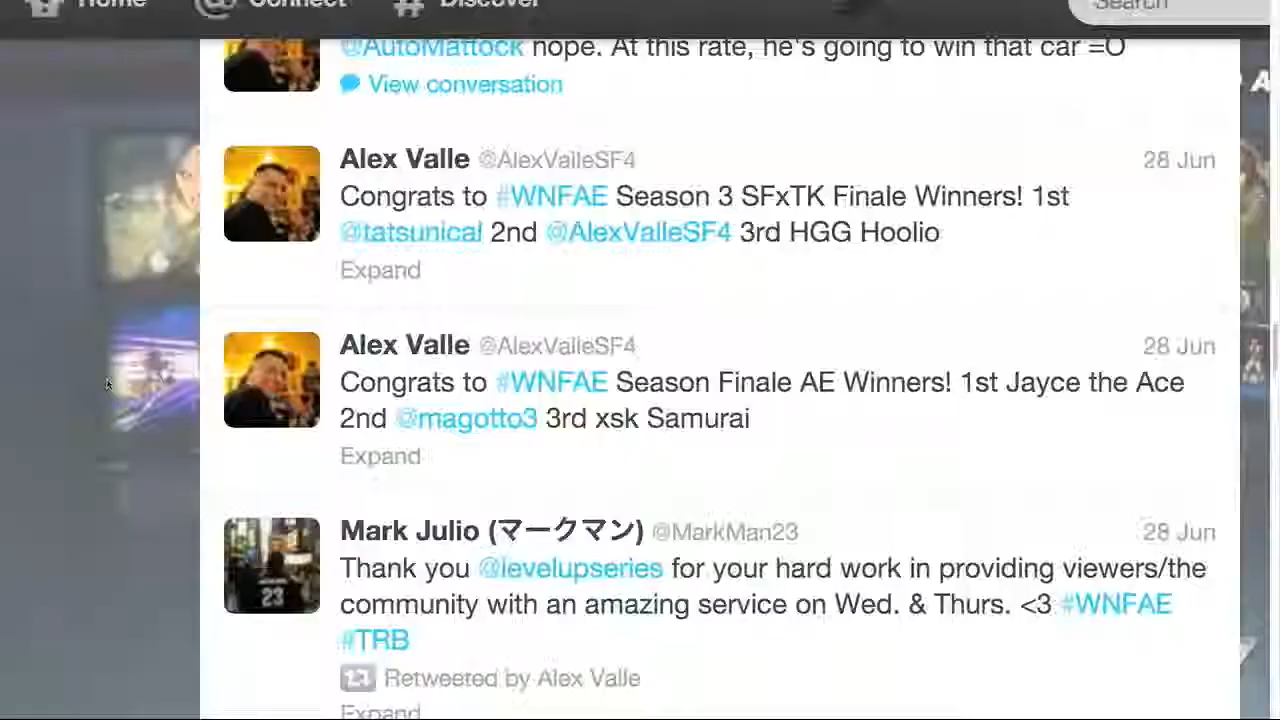 Home Connect Discover Search
@AutoMattock nope. At this rate, he's going to win that car =O
View conversation
Alex Valle @AlexValleSF4 28 Jun
Congrats to #WNFAE Season 3 SFxTK Finale Winners! 1st
@tatsunical 2nd @AlexValleSF4 3rd HGG Hoolio
Expand
Alex Valle @AlexValleSF4 28 Jun
Congrats to #WNFAE Season Finale AE Winners! 1st Jayce the Ace
2nd @magotto3 3rd xsk Samurai
Expand
Mark Julio (マークマン) @MarkMan23 28 Jun
Thank you @levelupseries for your hard work in providing viewers/the
community with an amazing service on Wed. & Thurs. <3 #WNFAE
#TRB
Retweeted by Alex Valle
Expand
23